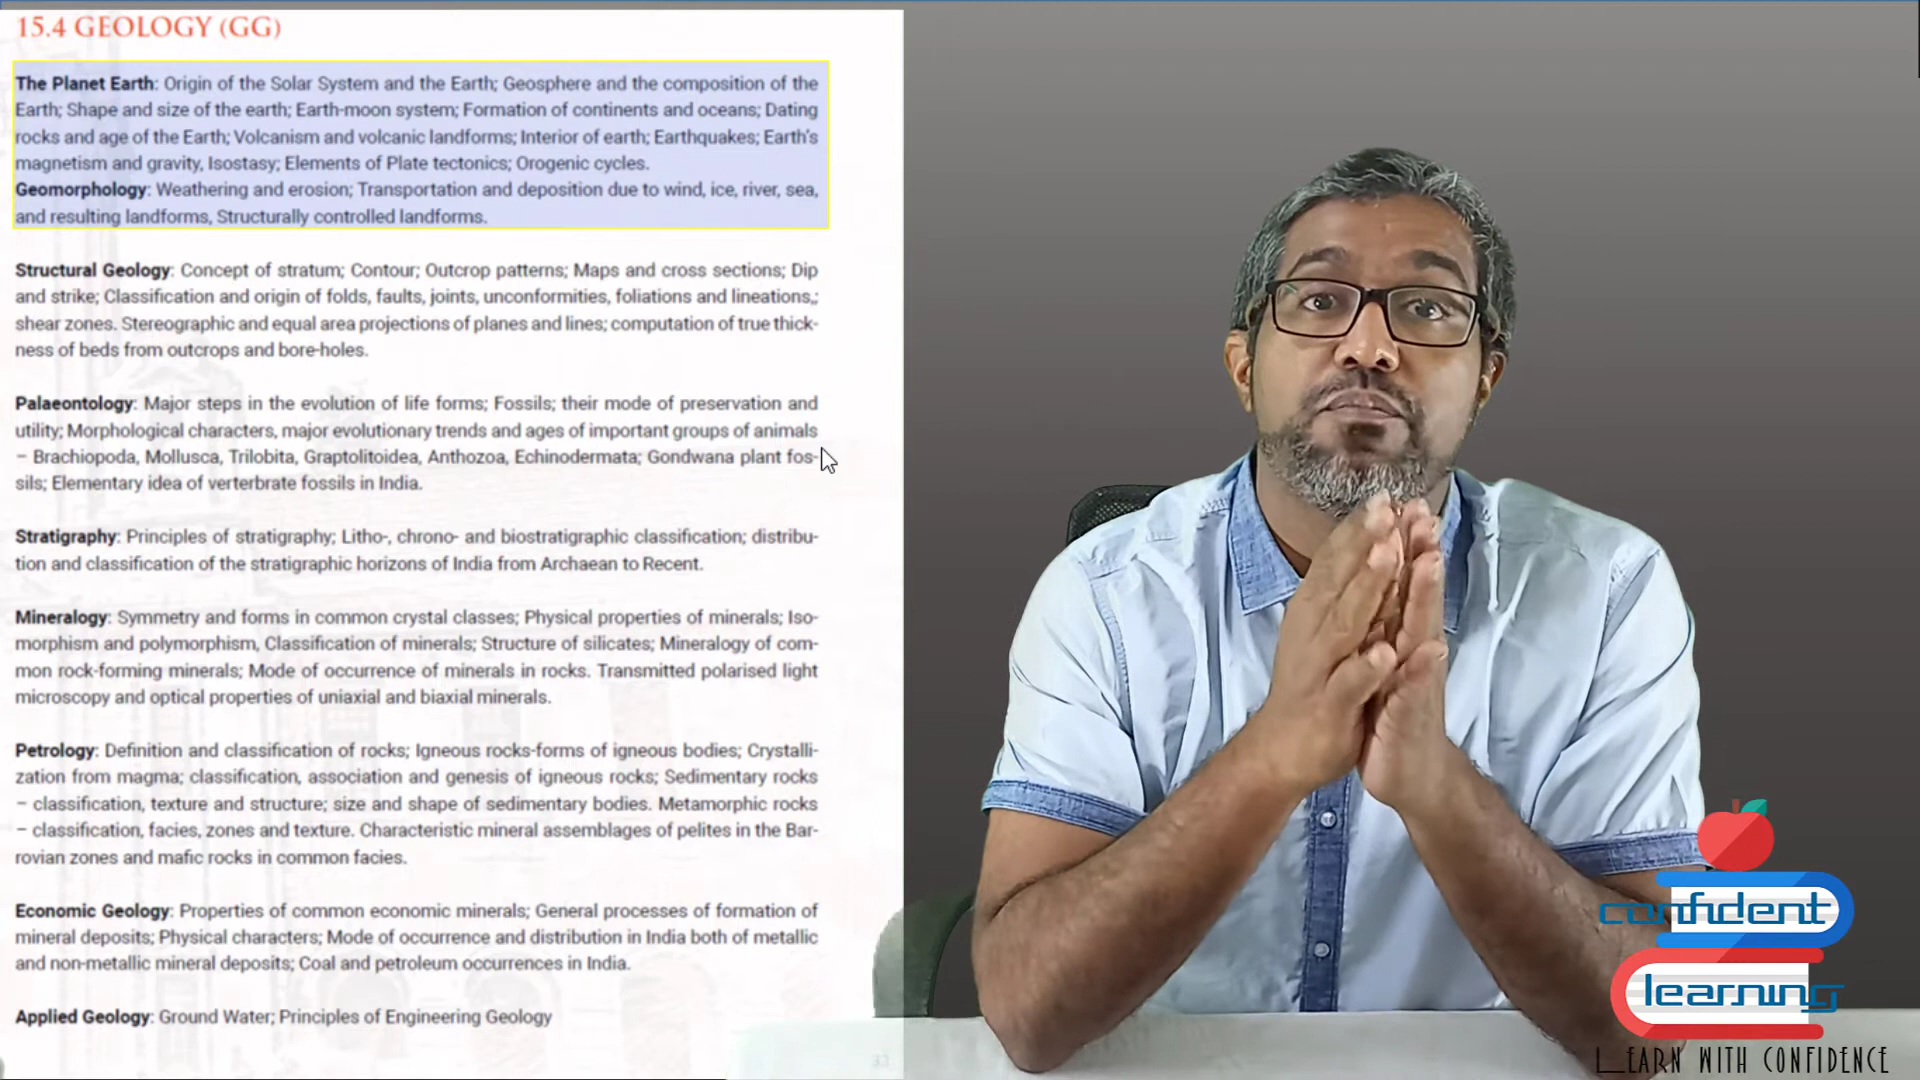 15.4 GEOLOGY (GG)
The Planet Earth: Origin of the Solar System and the Earth; Geosphere and the composition of the
Earth; Shape and size of the earth; Earth-moon system; Formation of continents and oceans; Dating
rocks and age of the Earth; Volcanism and volcanic landforms; Interior of earth; Earthquakes; Earth's
magnetism and gravity, Isostasy; Elements of Plate tectonics; Orogenic cycles.
Geomorphology: Weathering and erosion; Transportation and deposition due to wind, ice, river, sea,
and resulting landforms, Structurally controlled landforms.
Structural Geology: Concept of stratum; Contour; Outcrop patterns; Maps and cross sections; Dip
and strike; Classification and origin of folds, faults, joints, unconformities, foliations and lineations,;
shear zones. Stereographic and equal area projections of planes and lines; computation of true thick-
ness of beds from outcrops and bore-holes.
Palaeontology: Major steps in the evolution of life forms; Fossils; their mode of preservation and
utility; Morphological characters, major evolutionary trends and ages of important groups of animals
– Brachiopoda, Mollusca, Trilobita, Graptolitoidea, Anthozoa, Echinodermata; Gondwana plant fos-
sils; Elementary idea of verterbrate fossils in India.
Stratigraphy: Principles of stratigraphy; Litho-, chrono- and biostratigraphic classification; distribu-
tion and classification of the stratigraphic horizons of India from Archaean to Recent.
Mineralogy: Symmetry and forms in common crystal classes; Physical properties of minerals; Iso-
morphism and polymorphism, Classification of minerals; Structure of silicates; Mineralogy of com-
mon rock-forming minerals; Mode of occurrence of minerals in rocks. Transmitted polarised light
microscopy and optical properties of uniaxial and biaxial minerals.
Petrology: Definition and classification of rocks; Igneous rocks-forms of igneous bodies; Crystalli-
zation from magma; classification, association and genesis of igneous rocks; Sedimentary rocks
– classification, texture and structure; size and shape of sedimentary bodies. Metamorphic rocks
– classification, facies, zones and texture. Characteristic mineral assemblages of pelites in the Bar-
rovian zones and mafic rocks in common facies.
Economic Geology: Properties of common economic minerals; General processes of formation of
mineral deposits; Physical characters; Mode of occurrence and distribution in India both of metallic
and non-metallic mineral deposits; Coal and petroleum occurrences in India.
Applied Geology: Ground Water; Principles of Engineering Geology
33
confident
learning
LEARN WITH CONFIDENCE